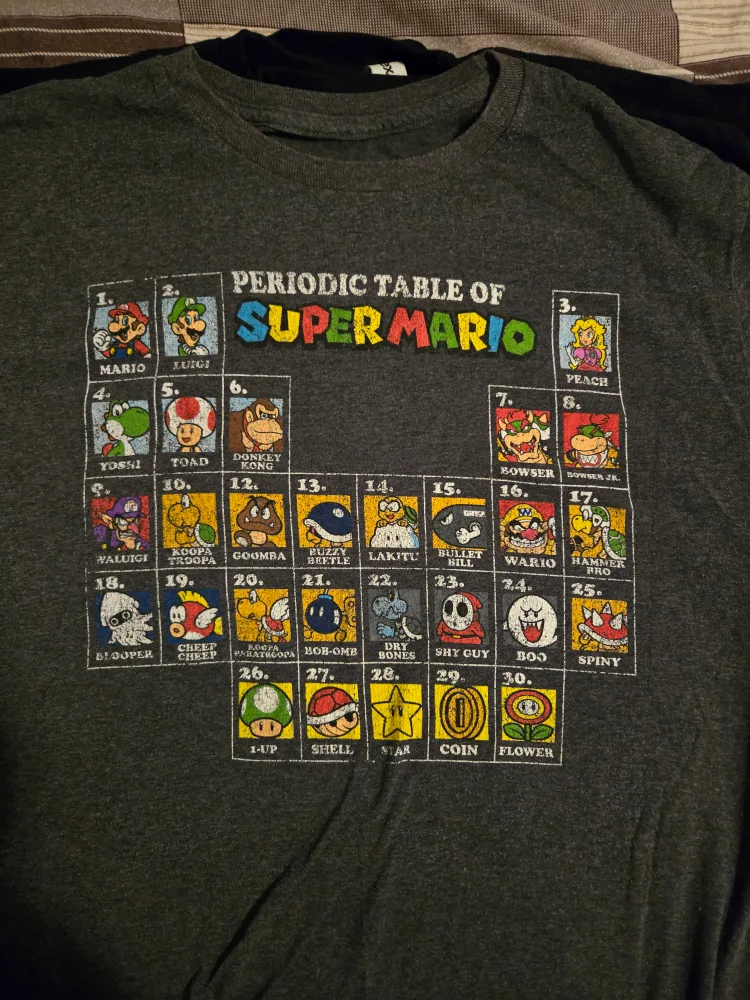 PERIODIC TABLE OF
SUPER MARIO
1.
MARIO
2.
LUIGI
3.
PEACH
4.
YOSHI
5.
TOAD
6.
DONKEY
KONG
7.
BOWSER
8.
BOWSER JR.
9.
WALUIGI
10.
KOOPA
TROOPA
12.
GOOMBA
13.
BUZZY
BEETLE
14.
LAKITU
15.
BULLET
BILL
16.
WARIO
17.
HAMMER
BRO
18.
BLOOPER
19.
CHEEP
CHEEP
20.
KOOPA
PARATROOPA
21.
BOB-OMB
22.
DRY
BONES
23.
SHY GUY
24.
BOO
25.
SPINY
26.
1-UP
27.
SHELL
28.
STAR
29.
COIN
30.
FLOWER